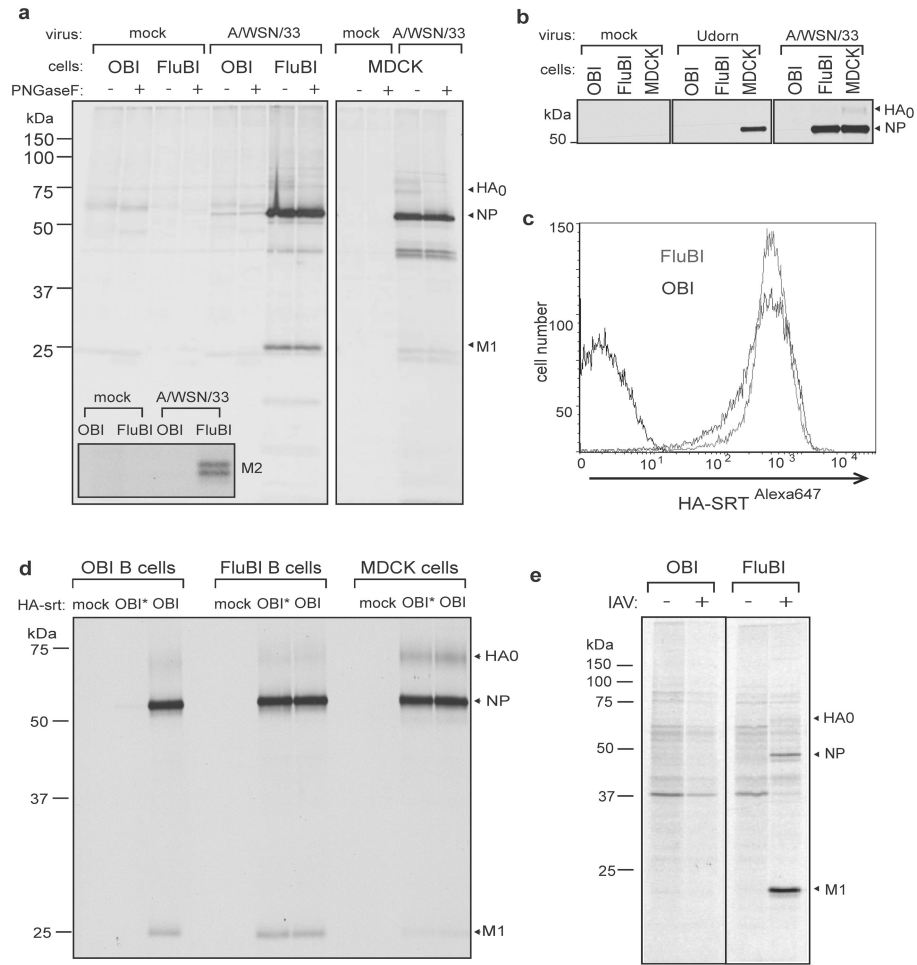 a
virus: mock A/WSN/33 mock A/WSN/33
cells: OBI FluBI OBI FluBI MDCK
PNGaseF: - + - + - + - + - + - +
kDa
150
100
75
50
37
25
HA0
NP
M1
mock A/WSN/33
OBI FluBI OBI FluBI
M2
b
virus: mock Udorn A/WSN/33
cells: OBI FluBI MDCK OBI FluBI MDCK OBI FluBI MDCK
kDa
50
HA0
NP
c
150
100
50
cell number
FluBI
OBI
0 10^1 10^2 10^3 10^4
HA-SRT Alexa647
d
OBI B cells FluBI B cells MDCK cells
HA-srt: mock OBI* OBI mock OBI* OBI mock OBI* OBI
kDa
75
50
37
25
HA0
NP
M1
e
OBI FluBI
IAV: - + - +
kDa
150
100
75
50
37
25
HA0
NP
M1